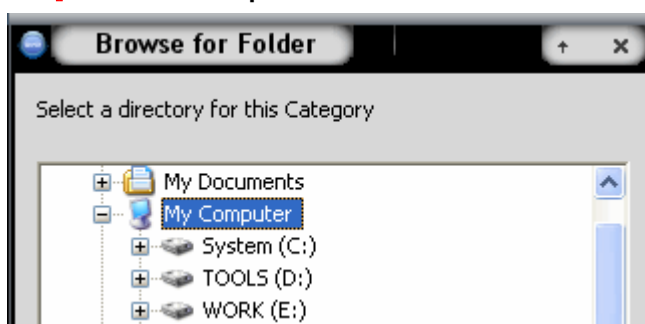 Browse for Folder
Select a directory for this Category
My Documents
My Computer
System (C:)
TOOLS (D:)
WORK (E:)